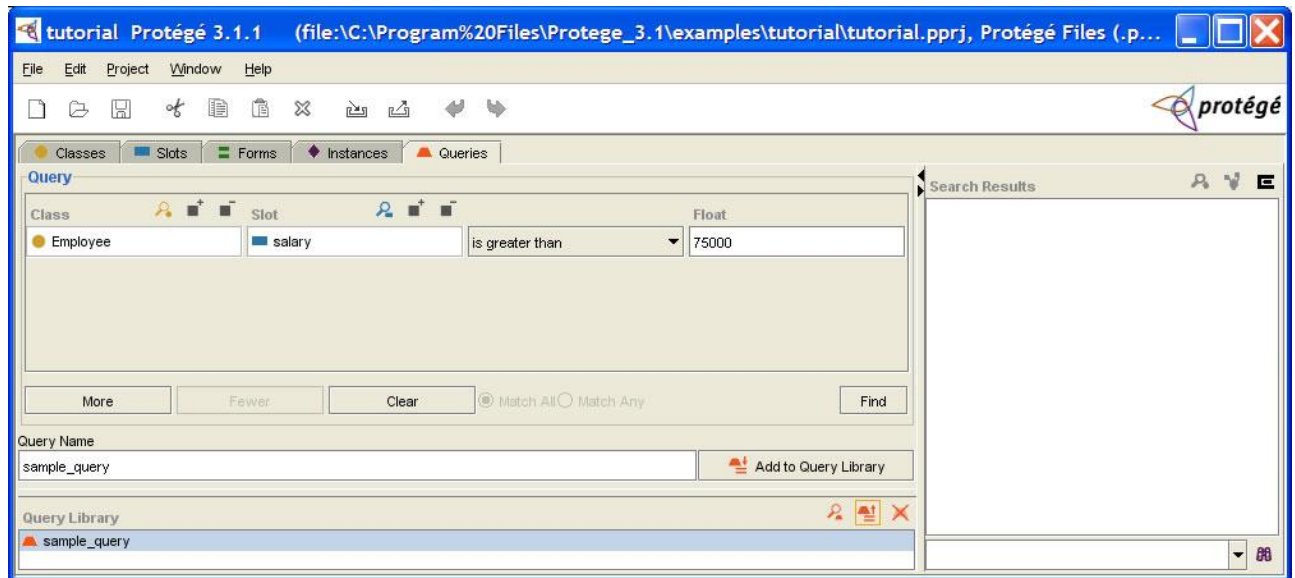 tutorial Protégé 3.1.1 (file:\C:\Program%20Files\Protege_3.1\examples\tutorial\tutorial.pprj, Protégé Files (.p...
File Edit Project Window Help
protégé
Classes Slots Forms Instances Queries
Query
Search Results
Class Slot Float
Employee salary is greater than 75000
More Fewer Clear Match All Match Any Find
Query Name
sample_query Add to Query Library
Query Library
sample_query